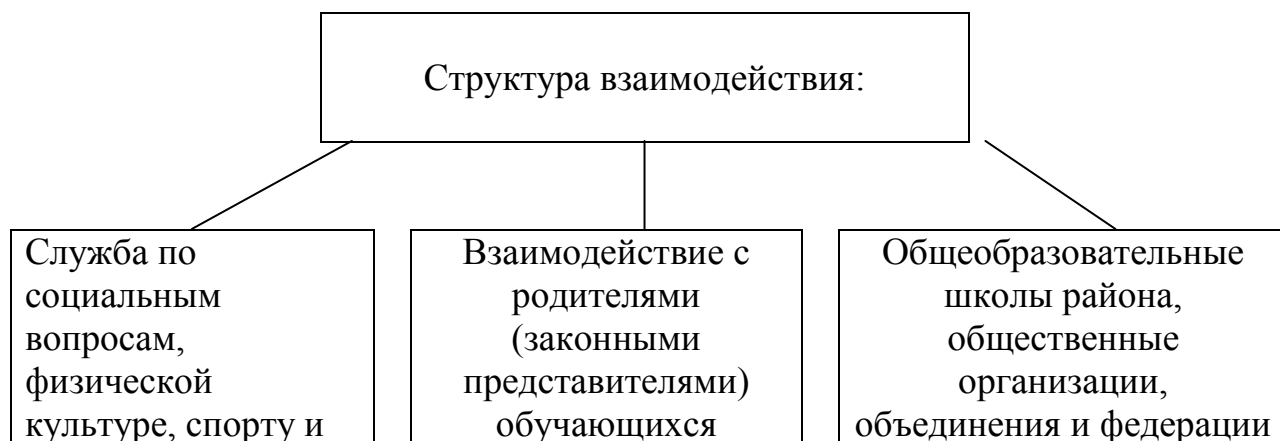 Структура взаимодействия:
Служба по
социальным
вопросам,
физической
культуре, спорту и
Взаимодействие с
родителями
(законными
представителями)
обучающихся
Общеобразовательные
школы района,
общественные
организации,
объединения и федерации